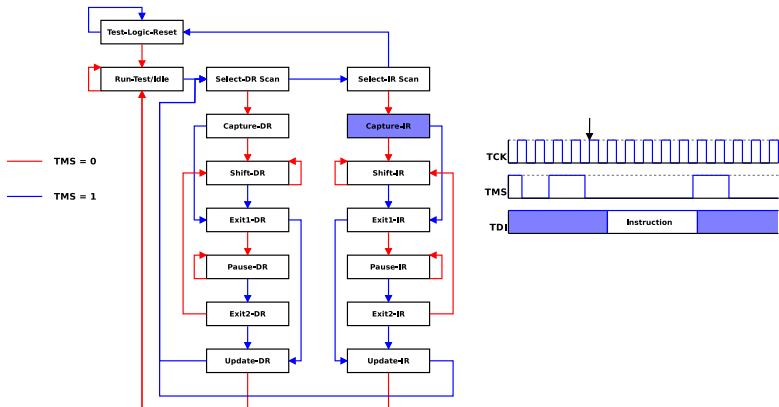 Test-Logic-Reset
Run-Test/Idle
Select-DR Scan
Select-IR Scan
Capture-DR
Capture-IR
TCK
TMS = 0
Shift-DR
Shift-IR
TMS = 1
TMS
Exit1-DR
Exit1-IR
Instruction
TDI
Pause-DR
Pause-IR
Exit2-DR
Exit2-IR
Update-DR
Update-IR